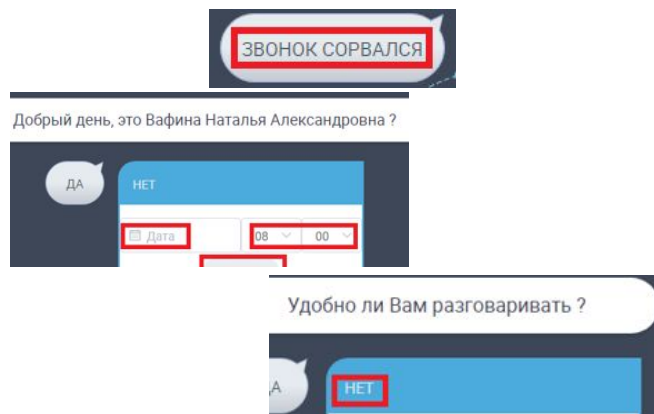 ЗВОНОК СОРВАЛСЯ
Добрый день, это Вафина Наталья Александровна ?
ДА
НЕТ
Дата 08 00
Удобно ли Вам разговаривать ?
НЕТ